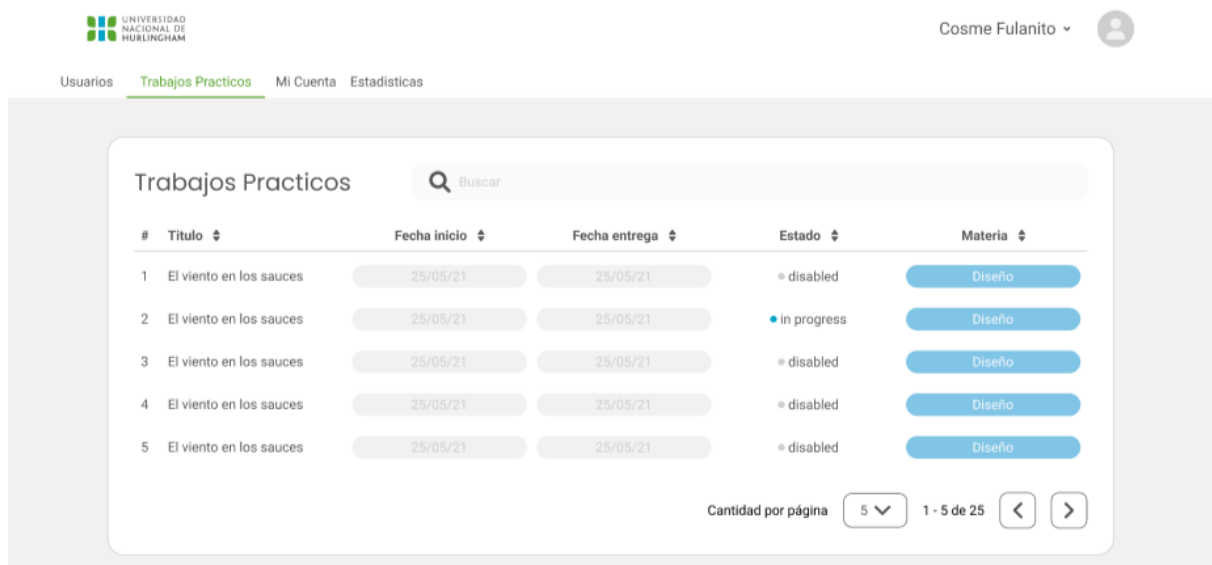 UNIVERSIDAD
NACIONAL DE
HURLINGHAM
Cosme Fulanito
Usuarios Trabajos Practicos Mi Cuenta Estadisticas
Trabajos Practicos Buscar
# Titulo Fecha inicio Fecha entrega Estado Materia
1 El viento en los sauces 25/05/21 25/05/21 disabled Diseño
2 El viento en los sauces 25/05/21 25/05/21 in progress Diseño
3 El viento en los sauces 25/05/21 25/05/21 disabled Diseño
4 El viento en los sauces 25/05/21 25/05/21 disabled Diseño
5 El viento en los sauces 25/05/21 25/05/21 disabled Diseño
Cantidad por página 5 1 - 5 de 25